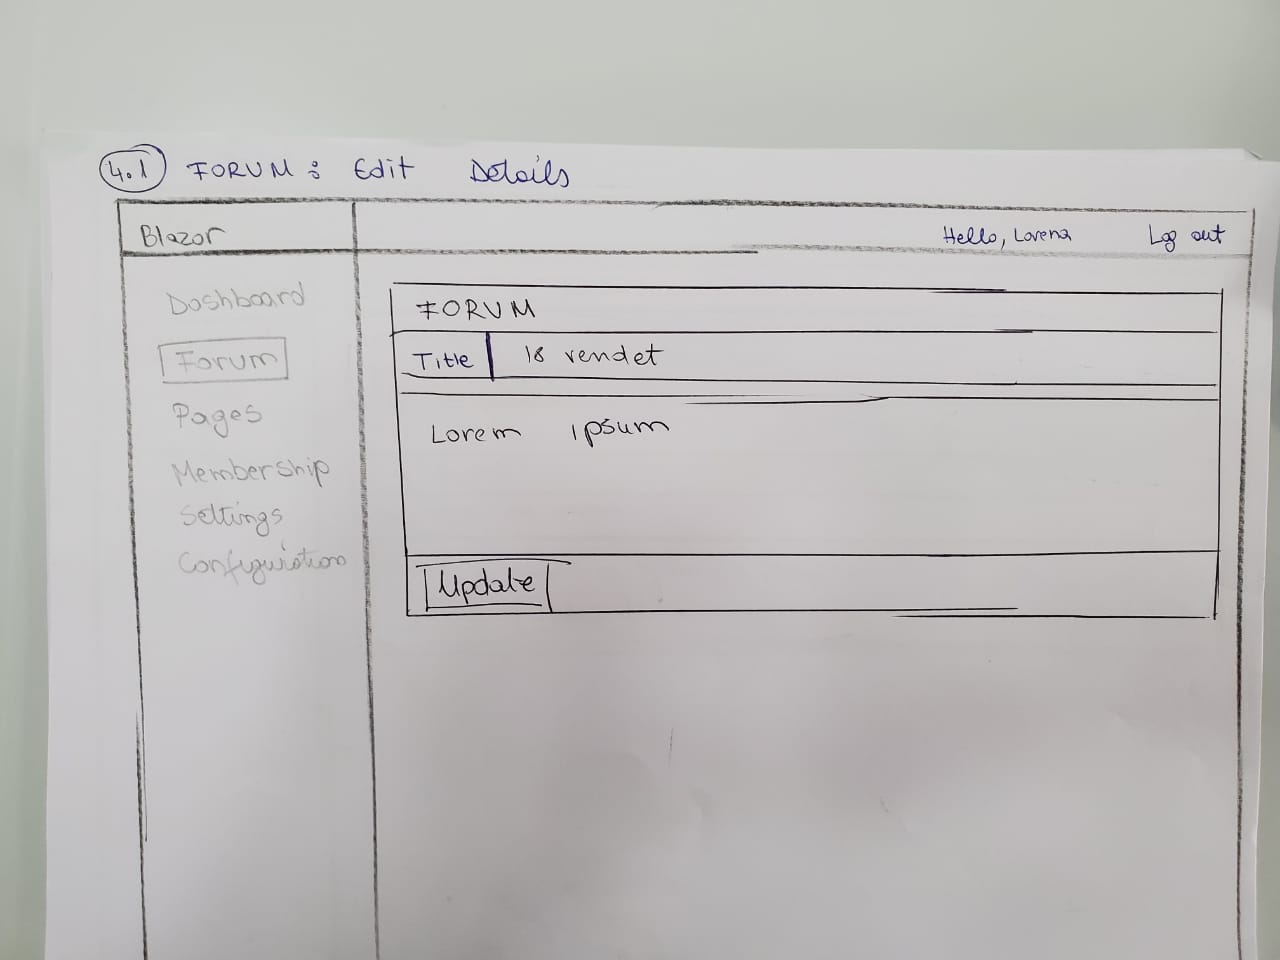 4.1 FORUM: Edit Details
Blazor
Hello, Lorena
Log out
Dashboard
Forum
Pages
Membership
Settings
Configuration
FORUM
Title
18 rendet
Lorem ipsum
Update